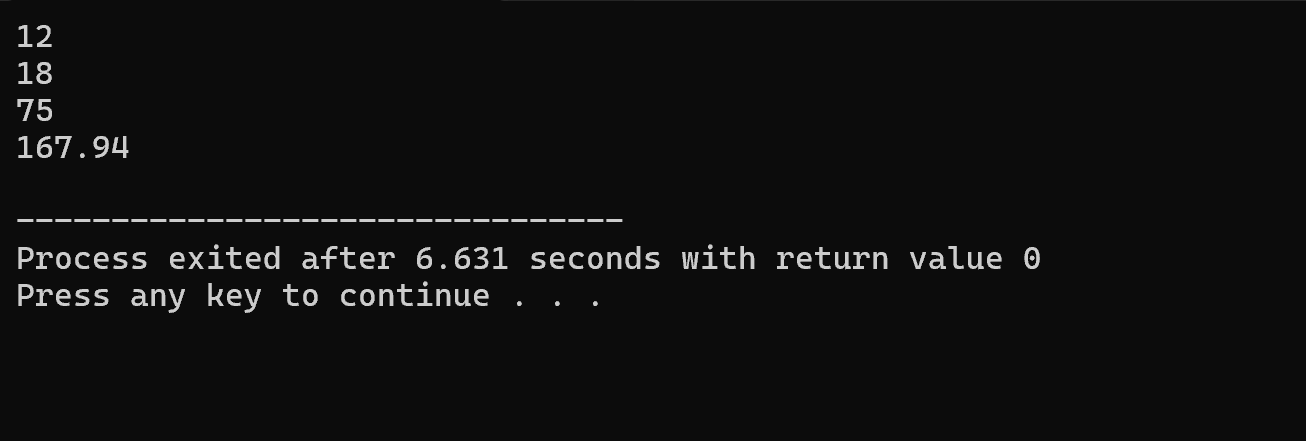 12
18
75
167.94
--------------------------------
Process exited after 6.631 seconds with return value 0
Press any key to continue . . .